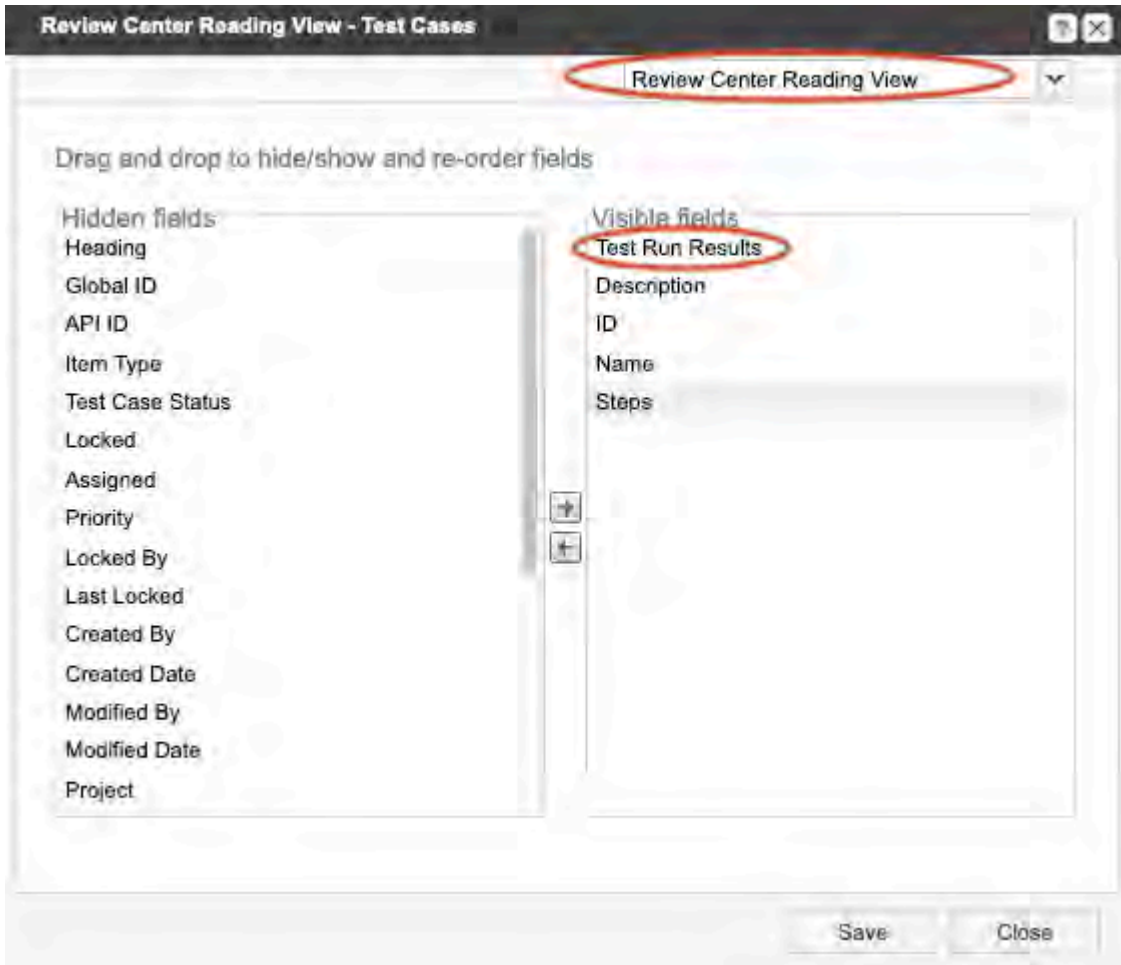 Review Center Reading View - Test Cases
Review Center Reading View
Drag and drop to hide/show and re-order fields
Hidden fields
Heading
Global ID
API ID
Item Type
Test Case Status
Locked
Assigned
Priority
Locked By
Last Locked
Created By
Created Date
Modified By
Modified Date
Project
Visible fields
Test Run Results
Description
ID
Name
Steps
Save
Close